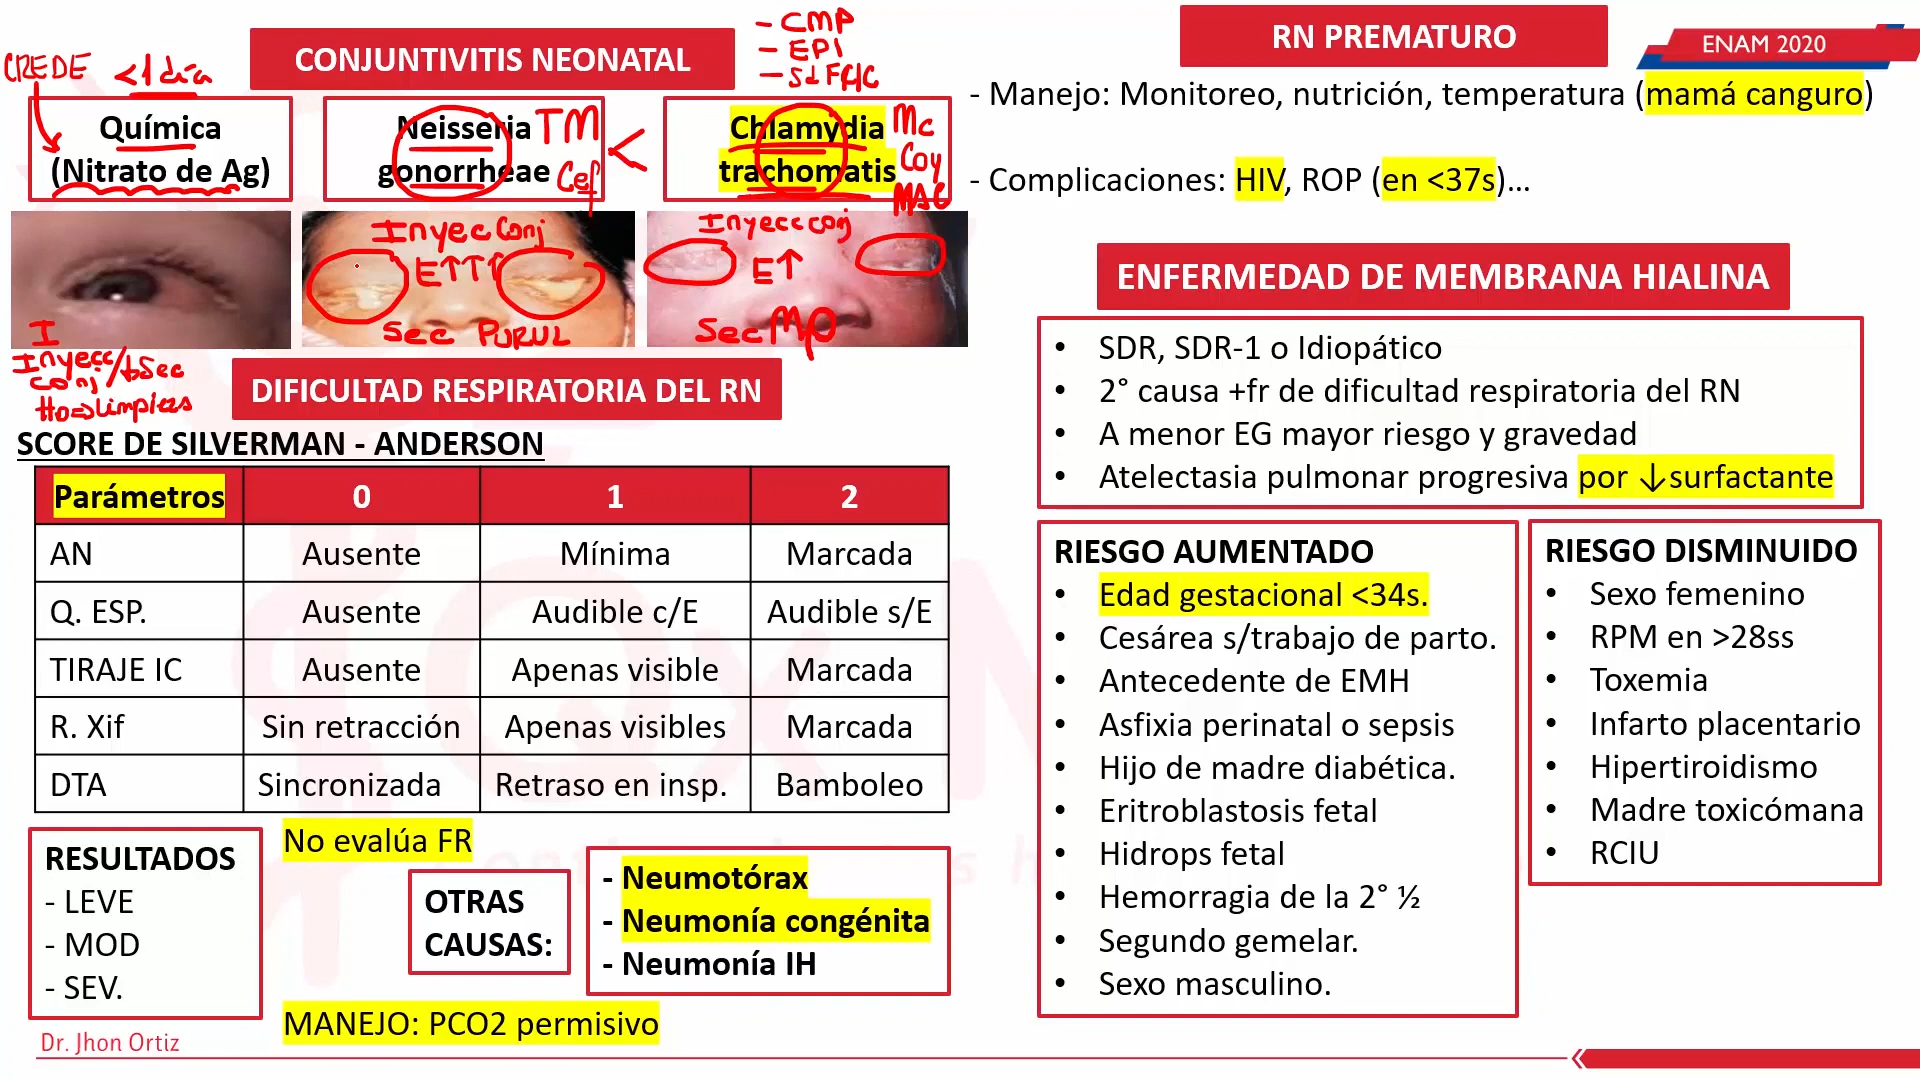 CONJUNTIVITIS NEONATAL
CREDE
<1 día
- CMP
- EPI
- Sd FHC
Química
(Nitrato de Ag)
Neisseria
gonorrheae
TM
Cef
<
Chlamydia
trachomatis
Mc
Coy
MAC
I
Inyecc
conj
/ ↓Sec
Ho⇒Limpieza
Inyec Conj
E↑↑↑
Sec PURUL
Inyecc conj
E↑
Sec MP
DIFICULTAD RESPIRATORIA DEL RN
SCORE DE SILVERMAN - ANDERSON
Parámetros 0 1 2
AN Ausente Mínima Marcada
Q. ESP. Ausente Audible c/E Audible s/E
TIRAJE IC Ausente Apenas visible Marcada
R. Xif Sin retracción Apenas visibles Marcada
DTA Sincronizada Retraso en insp. Bamboleo
RESULTADOS
- LEVE
- MOD
- SEV.
No evalúa FR
OTRAS
CAUSAS:
- Neumotórax
- Neumonía congénita
- Neumonía IH
MANEJO: PCO2 permisivo
Dr. Jhon Ortiz
RN PREMATURO
ENAM 2020
- Manejo: Monitoreo, nutrición, temperatura (mamá canguro)
- Complicaciones: HIV, ROP (en <37s)...
ENFERMEDAD DE MEMBRANA HIALINA
• SDR, SDR-1 o Idiopático
• 2° causa +fr de dificultad respiratoria del RN
• A menor EG mayor riesgo y gravedad
• Atelectasia pulmonar progresiva por ↓surfactante
RIESGO AUMENTADO
• Edad gestacional <34s.
• Cesárea s/trabajo de parto.
• Antecedente de EMH
• Asfixia perinatal o sepsis
• Hijo de madre diabética.
• Eritroblastosis fetal
• Hidrops fetal
• Hemorragia de la 2° ½
• Segundo gemelar.
• Sexo masculino.
RIESGO DISMINUIDO
• Sexo femenino
• RPM en >28ss
• Toxemia
• Infarto placentario
• Hipertiroidismo
• Madre toxicómana
• RCIU